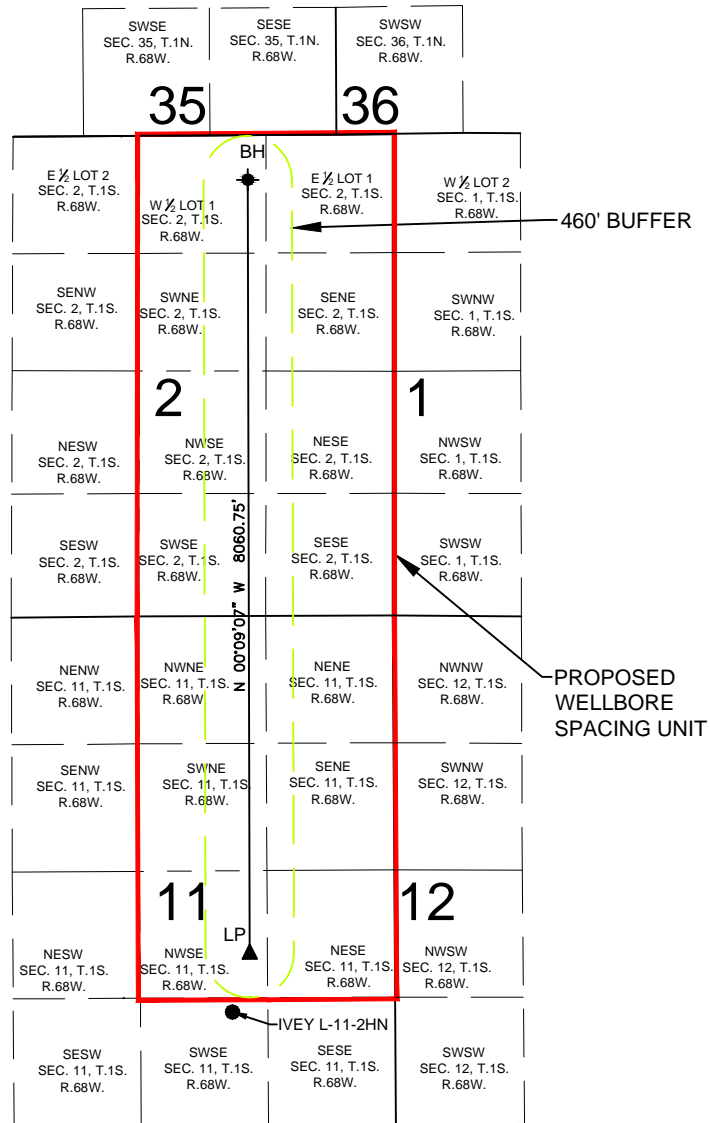 SWSE
SEC. 35, T.1N.
R.68W.
SESE
SEC. 35, T.1N.
R.68W.
SWSW
SEC. 36, T.1N.
R.68W.
35
36
BH
E ½ LOT 2
SEC. 2, T.1S.
R.68W.
W ½ LOT 1
SEC. 2, T.1S.
R.68W.
E ½ LOT 1
SEC. 2, T.1S.
R.68W.
W ½ LOT 2
SEC. 1, T.1S.
R.68W.
460' BUFFER
SENW
SEC. 2, T.1S.
R.68W.
SWNE
SEC. 2, T.1S.
R.68W.
SENE
SEC. 2, T.1S.
R.68W.
SWNW
SEC. 1, T.1S.
R.68W.
2
1
NESW
SEC. 2, T.1S.
R.68W.
NWSE
SEC. 2, T.1S.
R.68W.
NESE
SEC. 2, T.1S.
R.68W.
NWSW
SEC. 1, T.1S.
R.68W.
SESW
SEC. 2, T.1S.
R.68W.
SWSE
SEC. 2, T.1S.
R.68W.
N 00°09'07" W 8060.75'
SESE
SEC. 2, T.1S.
R.68W.
SWSW
SEC. 1, T.1S.
R.68W.
NENW
SEC. 11, T.1S.
R.68W.
NWNE
SEC. 11, T.1S.
R.68W
NENE
SEC. 11, T.1S.
R.68W.
NWNW
SEC. 12, T.1S.
R.68W.
PROPOSED
WELLBORE
SPACING UNIT
SENW
SEC. 11, T.1S.
R.68W.
SWNE
SEC. 11, T.1S.
R.68W.
SENE
SEC. 11, T.1S.
R.68W.
SWNW
SEC. 12, T.1S.
R.68W.
11
12
LP
NESW
SEC. 11, T.1S.
R.68W.
NWSE
SEC. 11, T.1S.
R.68W.
NESE
SEC. 11, T.1S.
R.68W.
NWSW
SEC. 12, T.1S.
R.68W.
IVEY L-11-2HN
SESW
SEC. 11, T.1S.
R.68W.
SWSE
SEC. 11, T.1S.
R.68W.
SESE
SEC. 11, T.1S.
R.68W.
SWSW
SEC. 12, T.1S.
R.68W.